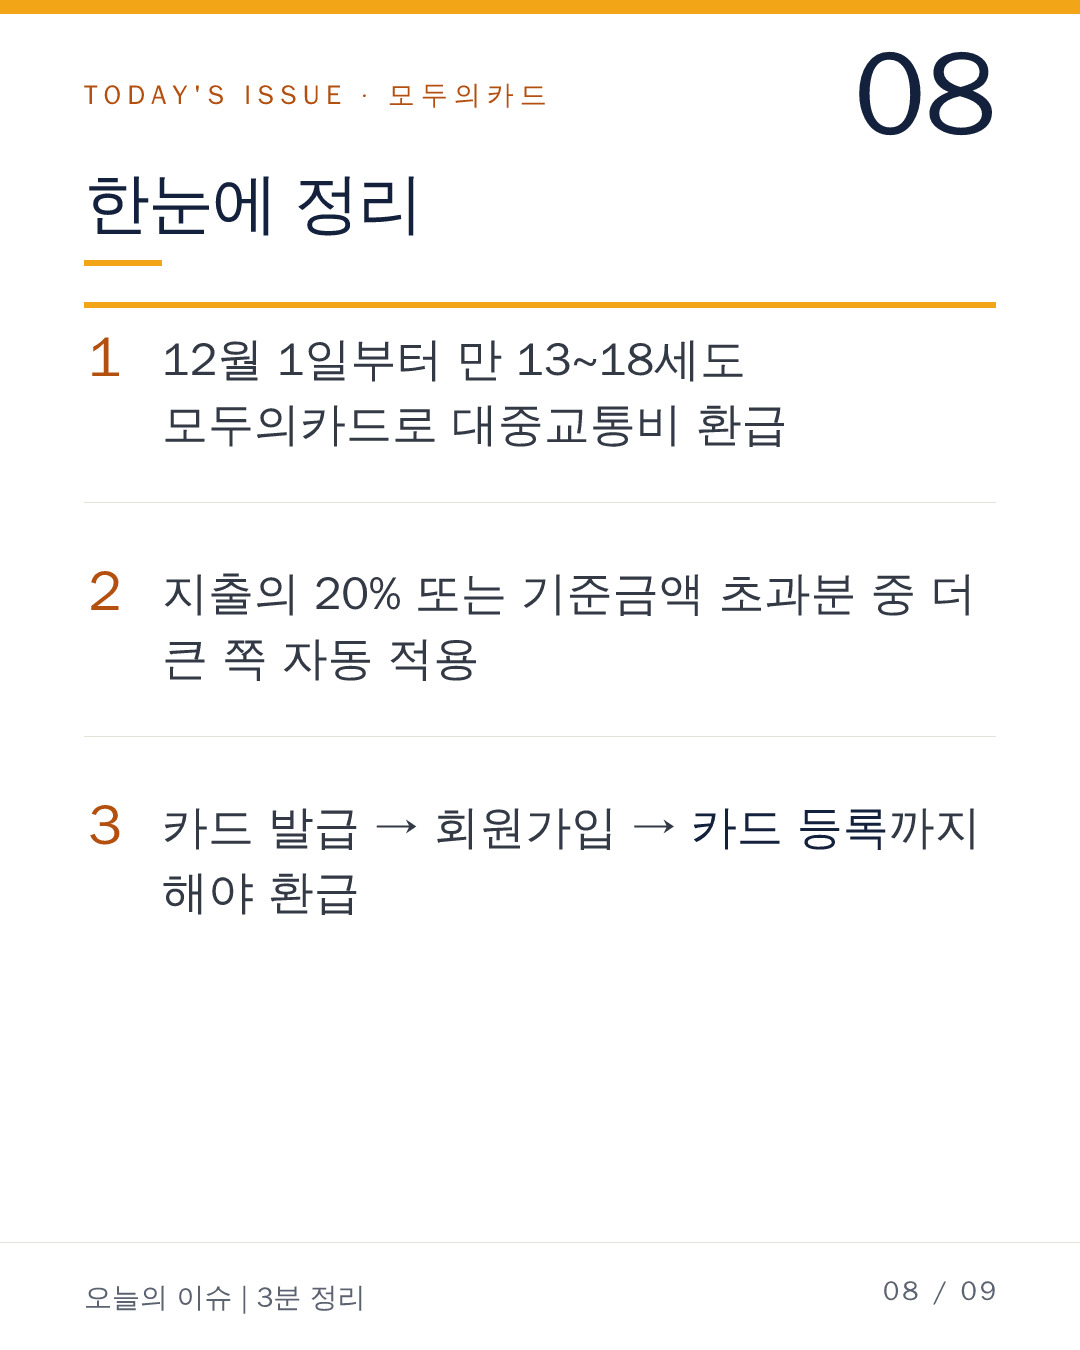 TODAY'S ISSUE · 모두의카드
08
한눈에 정리
1 12월 1일부터 만 13~18세도
모두의카드로 대중교통비 환급
2 지출의 20% 또는 기준금액 초과분 중 더
큰 쪽 자동 적용
3 카드 발급 → 회원가입 → 카드 등록까지
해야 환급
오늘의 이슈 | 3분 정리
08 / 09